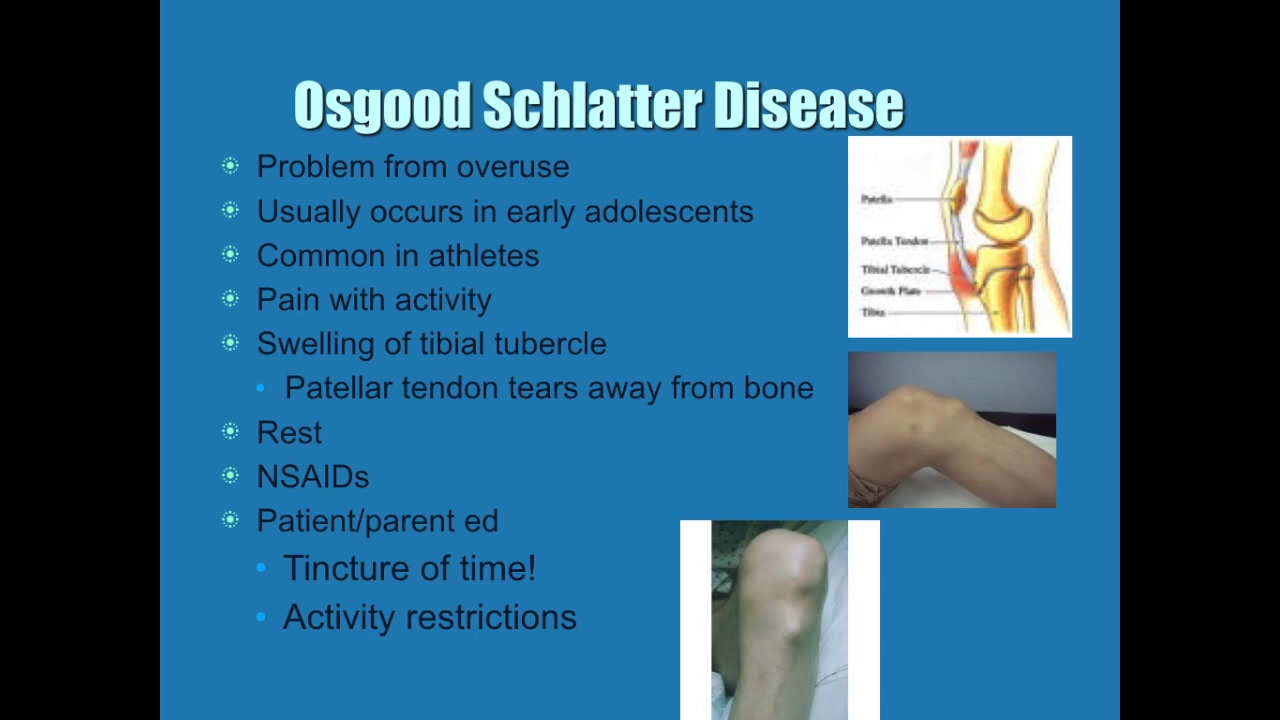 Osgood Schlatter Disease
Problem from overuse
Usually occurs in early adolescents
Common in athletes
Pain with activity
Swelling of tibial tubercle
Patellar tendon tears away from bone
Rest
NSAIDs
Patient/parent ed
Tincture of time!
Activity restrictions
Patella
Patella Tendon
Tibial Tubercle
Growth Plate
Tibia